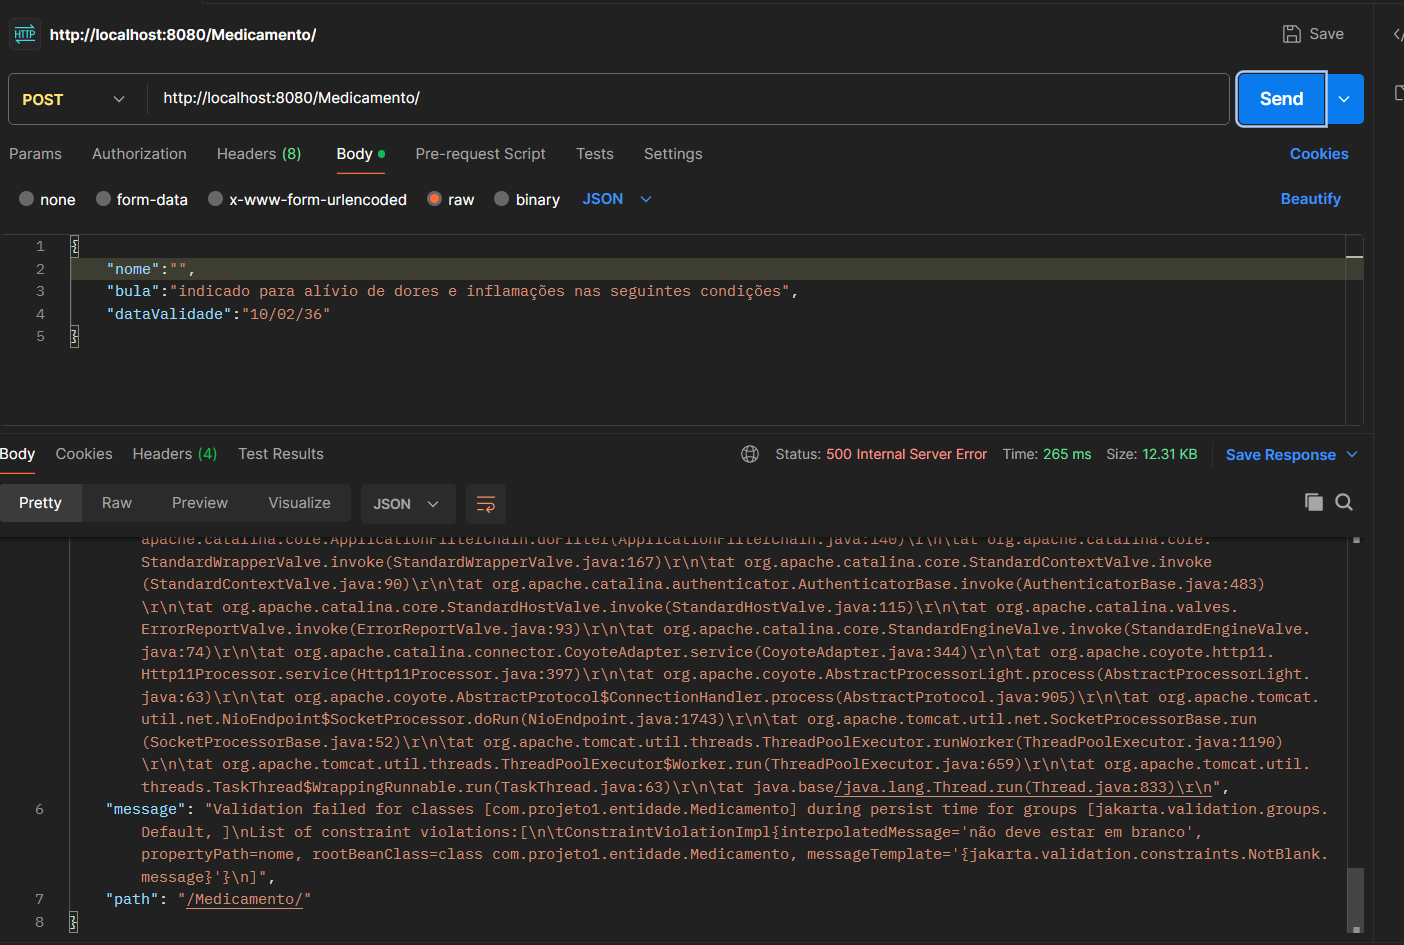 HTTP http://localhost:8080/Medicamento/ Save
POST http://localhost:8080/Medicamento/ Send
Params Authorization Headers (8) Body Pre-request Script Tests Settings Cookies
none form-data x-www-form-urlencoded raw binary JSON Beautify
1 {
2 "nome":"",
3 "bula":"indicado para alívio de dores e inflamações nas seguintes condições",
4 "dataValidade":"10/02/36"
5 }
Body Cookies Headers (4) Test Results Status: 500 Internal Server Error Time: 265 ms Size: 12.31 KB Save Response
Pretty Raw Preview Visualize JSON
apache.catalina.core.ApplicationFilterChain.doFilter(ApplicationFilterChain.java:140)\r\n\tat org.apache.catalina.core.
StandardWrapperValve.invoke(StandardWrapperValve.java:167)\r\n\tat org.apache.catalina.core.StandardContextValve.invoke
(StandardContextValve.java:90)\r\n\tat org.apache.catalina.authenticator.AuthenticatorBase.invoke(AuthenticatorBase.java:483)
\r\n\tat org.apache.catalina.core.StandardHostValve.invoke(StandardHostValve.java:115)\r\n\tat org.apache.catalina.valves.
ErrorReportValve.invoke(ErrorReportValve.java:93)\r\n\tat org.apache.catalina.core.StandardEngineValve.invoke(StandardEngineValve.
java:74)\r\n\tat org.apache.catalina.connector.CoyoteAdapter.service(CoyoteAdapter.java:344)\r\n\tat org.apache.coyote.http11.
Http11Processor.service(Http11Processor.java:397)\r\n\tat org.apache.coyote.AbstractProcessorLight.process(AbstractProcessorLight.
java:63)\r\n\tat org.apache.coyote.AbstractProtocol$ConnectionHandler.process(AbstractProtocol.java:905)\r\n\tat org.apache.tomcat.
util.net.NioEndpoint$SocketProcessor.doRun(NioEndpoint.java:1743)\r\n\tat org.apache.tomcat.util.net.SocketProcessorBase.run
(SocketProcessorBase.java:52)\r\n\tat org.apache.tomcat.util.threads.ThreadPoolExecutor.runWorker(ThreadPoolExecutor.java:1190)
\r\n\tat org.apache.tomcat.util.threads.ThreadPoolExecutor$Worker.run(ThreadPoolExecutor.java:659)\r\n\tat org.apache.tomcat.util.
threads.TaskThread$WrappingRunnable.run(TaskThread.java:63)\r\n\tat java.base/java.lang.Thread.run(Thread.java:833)\r\n",
6 "message": "Validation failed for classes [com.projeto1.entidade.Medicamento] during persist time for groups [jakarta.validation.groups.
Default, ]\nList of constraint violations:[\n\tConstraintViolationImpl{interpolatedMessage='não deve estar em branco',
propertyPath=nome, rootBeanClass=class com.projeto1.entidade.Medicamento, messageTemplate='{jakarta.validation.constraints.NotBlank.
message}'}\n]",
7 "path": "/Medicamento/"
8 }